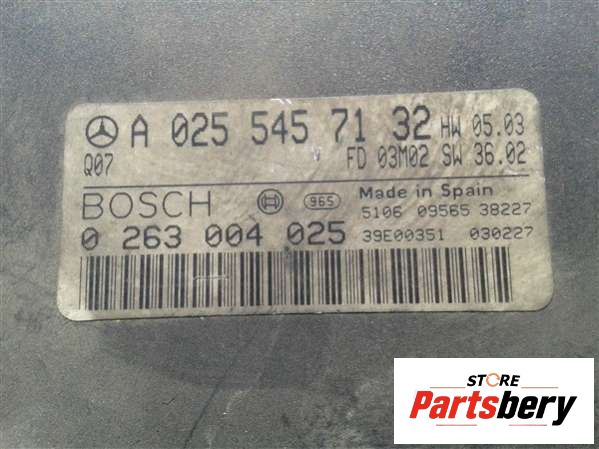 A 025 545 71 32 HW 05.03
Q07 FD 03M02 SW 36.02
BOSCH 965 Made in Spain
5106 09565 38227
0 263 004 025 39E00351 030227
STORE
Partsbery